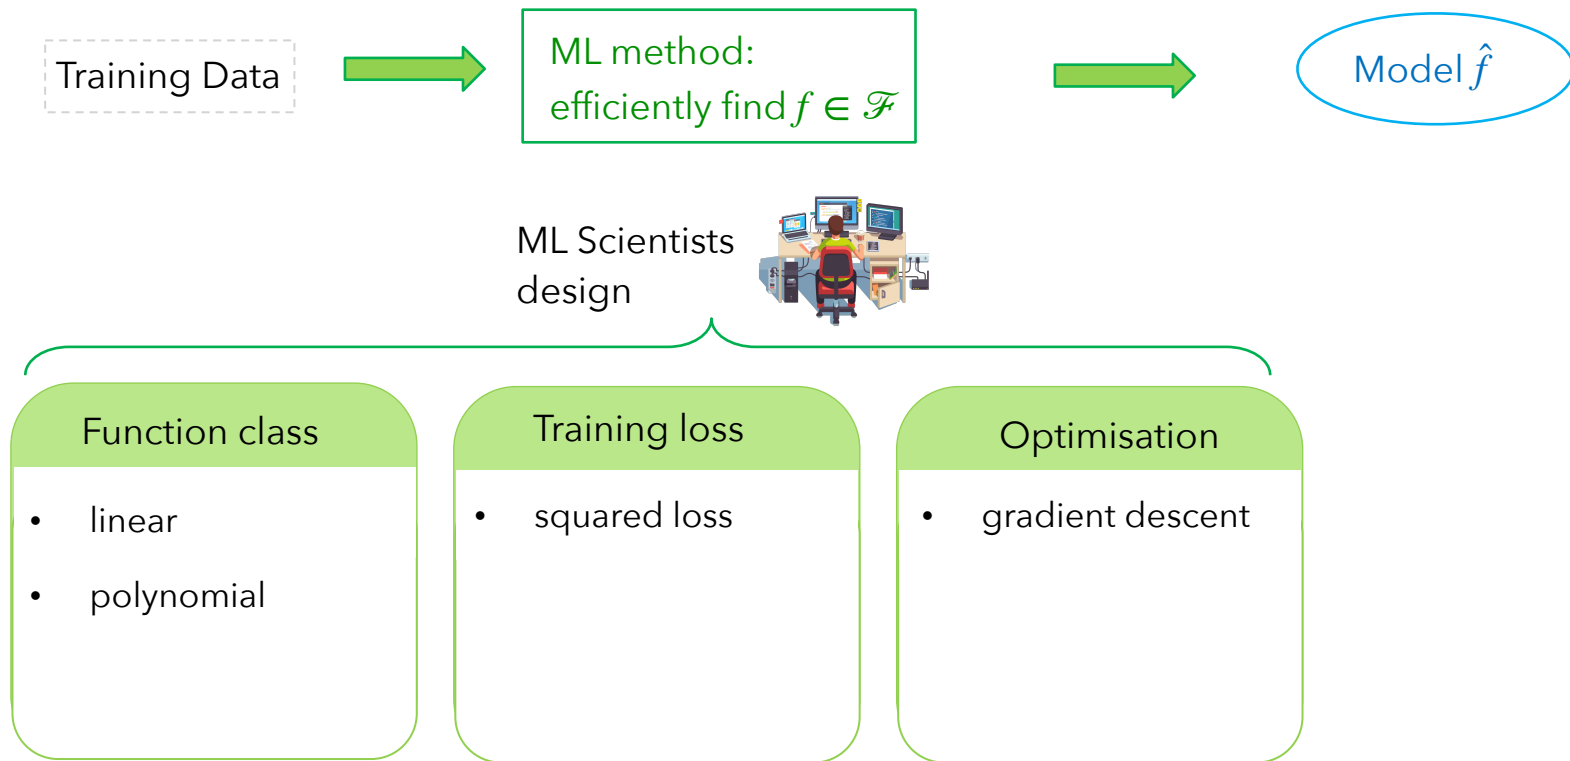 Training Data
ML method:
efficiently find f ∈ ℱ
Model f̂
ML Scientists
design
Function class
• linear
• polynomial
Training loss
• squared loss
Optimisation
• gradient descent